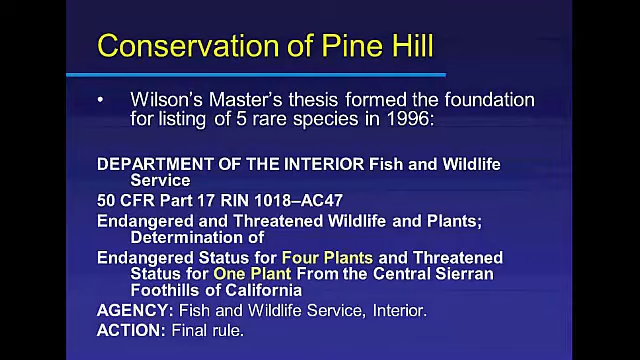 Conservation of Pine Hill
• Wilson's Master's thesis formed the foundation
for listing of 5 rare species in 1996:
DEPARTMENT OF THE INTERIOR Fish and Wildlife
Service
50 CFR Part 17 RIN 1018–AC47
Endangered and Threatened Wildlife and Plants;
Determination of
Endangered Status for Four Plants and Threatened
Status for One Plant From the Central Sierran
Foothills of California
AGENCY: Fish and Wildlife Service, Interior.
ACTION: Final rule.